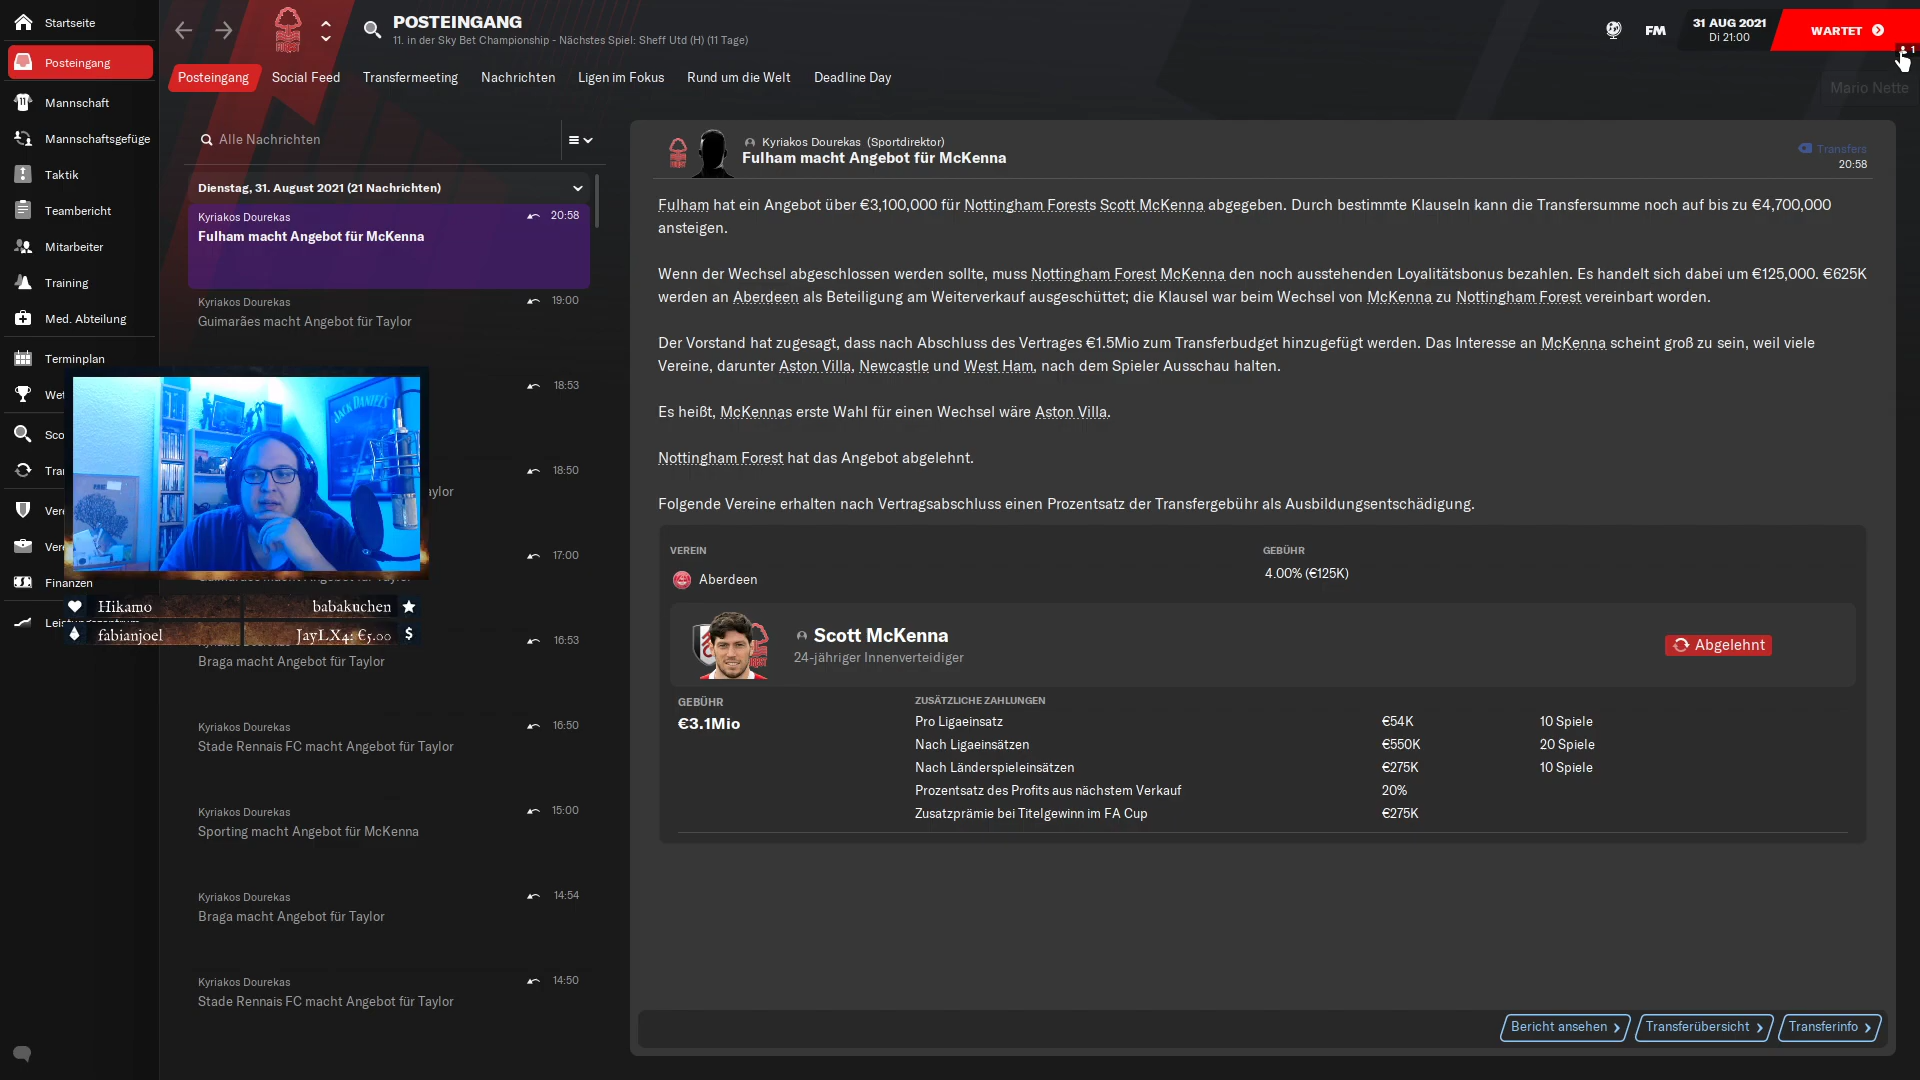 Startseite
Posteingang
Mannschaft
Mannschaftsgefüge
Taktik
Teambericht
Mitarbeiter
Training
Med. Abteilung
Terminplan
Finanzen
POSTEINGANG
11. in der Sky Bet Championship - Nächstes Spiel: Sheff Utd (H) (11 Tage)
FM
31 AUG 2021
Di 21:00
WARTET
1
Mario Nette
Posteingang
Social Feed
Transfermeeting
Nachrichten
Ligen im Fokus
Rund um die Welt
Deadline Day
Alle Nachrichten
Dienstag, 31. August 2021 (21 Nachrichten)
Kyriakos Dourekas 20:58
Fulham macht Angebot für McKenna
Kyriakos Dourekas 19:00
Guimarães macht Angebot für Taylor
18:53
18:50
17:00
16:53
Braga macht Angebot für Taylor
Kyriakos Dourekas 16:50
Stade Rennais FC macht Angebot für Taylor
Kyriakos Dourekas 15:00
Sporting macht Angebot für McKenna
Kyriakos Dourekas 14:54
Braga macht Angebot für Taylor
Kyriakos Dourekas 14:50
Stade Rennais FC macht Angebot für Taylor
JACK DANIEL'S
Hikamo
babakuchen
fabianjoel
JayLX4: €5.00
Kyriakos Dourekas (Sportdirektor)
Fulham macht Angebot für McKenna
Transfers
20:58
Fulham hat ein Angebot über €3,100,000 für Nottingham Forests Scott McKenna abgegeben. Durch bestimmte Klauseln kann die Transfersumme noch auf bis zu €4,700,000
ansteigen.
Wenn der Wechsel abgeschlossen werden sollte, muss Nottingham Forest McKenna den noch ausstehenden Loyalitätsbonus bezahlen. Es handelt sich dabei um €125,000. €625K
werden an Aberdeen als Beteiligung am Weiterverkauf ausgeschüttet; die Klausel war beim Wechsel von McKenna zu Nottingham Forest vereinbart worden.
Der Vorstand hat zugesagt, dass nach Abschluss des Vertrages €1.5Mio zum Transferbudget hinzugefügt werden. Das Interesse an McKenna scheint groß zu sein, weil viele
Vereine, darunter Aston Villa, Newcastle und West Ham, nach dem Spieler Ausschau halten.
Es heißt, McKennas erste Wahl für einen Wechsel wäre Aston Villa.
Nottingham Forest hat das Angebot abgelehnt.
Folgende Vereine erhalten nach Vertragsabschluss einen Prozentsatz der Transfergebühr als Ausbildungsentschädigung.
VEREIN GEBÜHR
Aberdeen 4.00% (€125K)
Scott McKenna
24-jähriger Innenverteidiger
Abgelehnt
GEBÜHR
€3.1Mio
ZUSÄTZLICHE ZAHLUNGEN
Pro Ligaeinsatz €54K 10 Spiele
Nach Ligaeinsätzen €550K 20 Spiele
Nach Länderspieleinsätzen €275K 10 Spiele
Prozentsatz des Profits aus nächstem Verkauf 20%
Zusatzprämie bei Titelgewinn im FA Cup €275K
Bericht ansehen
Transferübersicht
Transferinfo